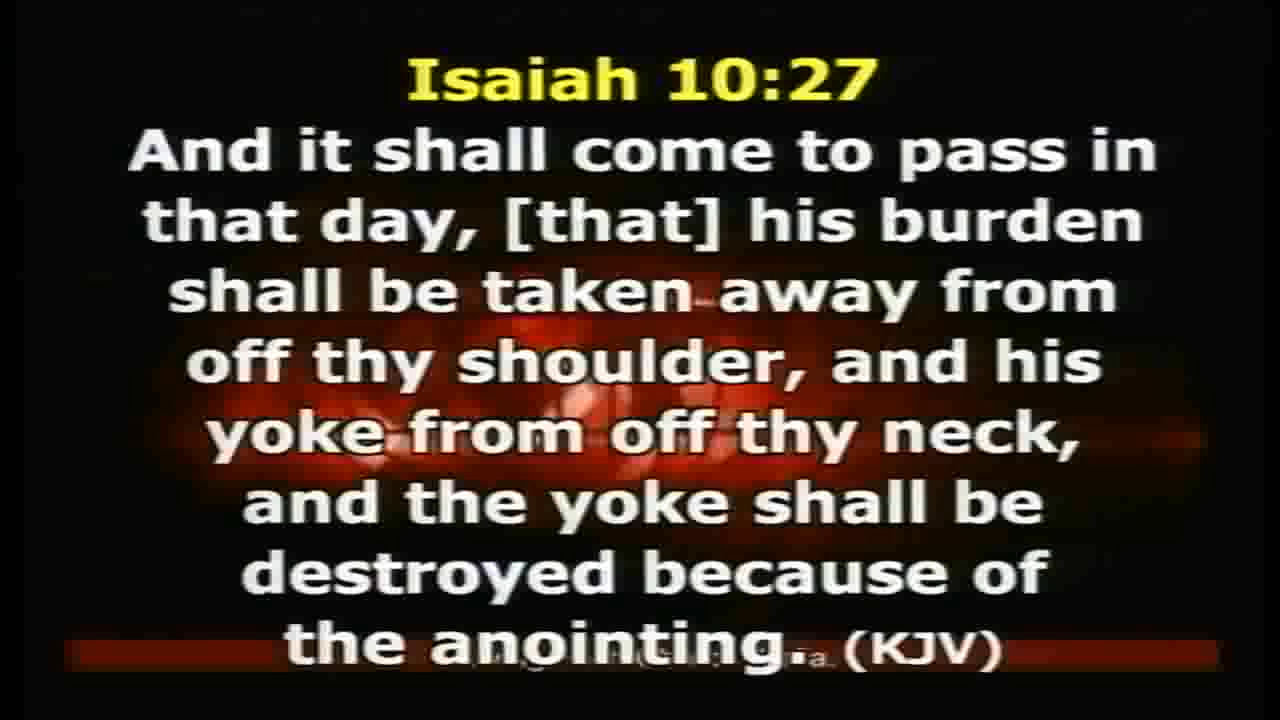 Isaiah 10:27
And it shall come to pass in
that day, [that] his burden
shall be taken away from
off thy shoulder, and his
yoke from off thy neck,
and the yoke shall be
destroyed because of
the anointing. (KJV)